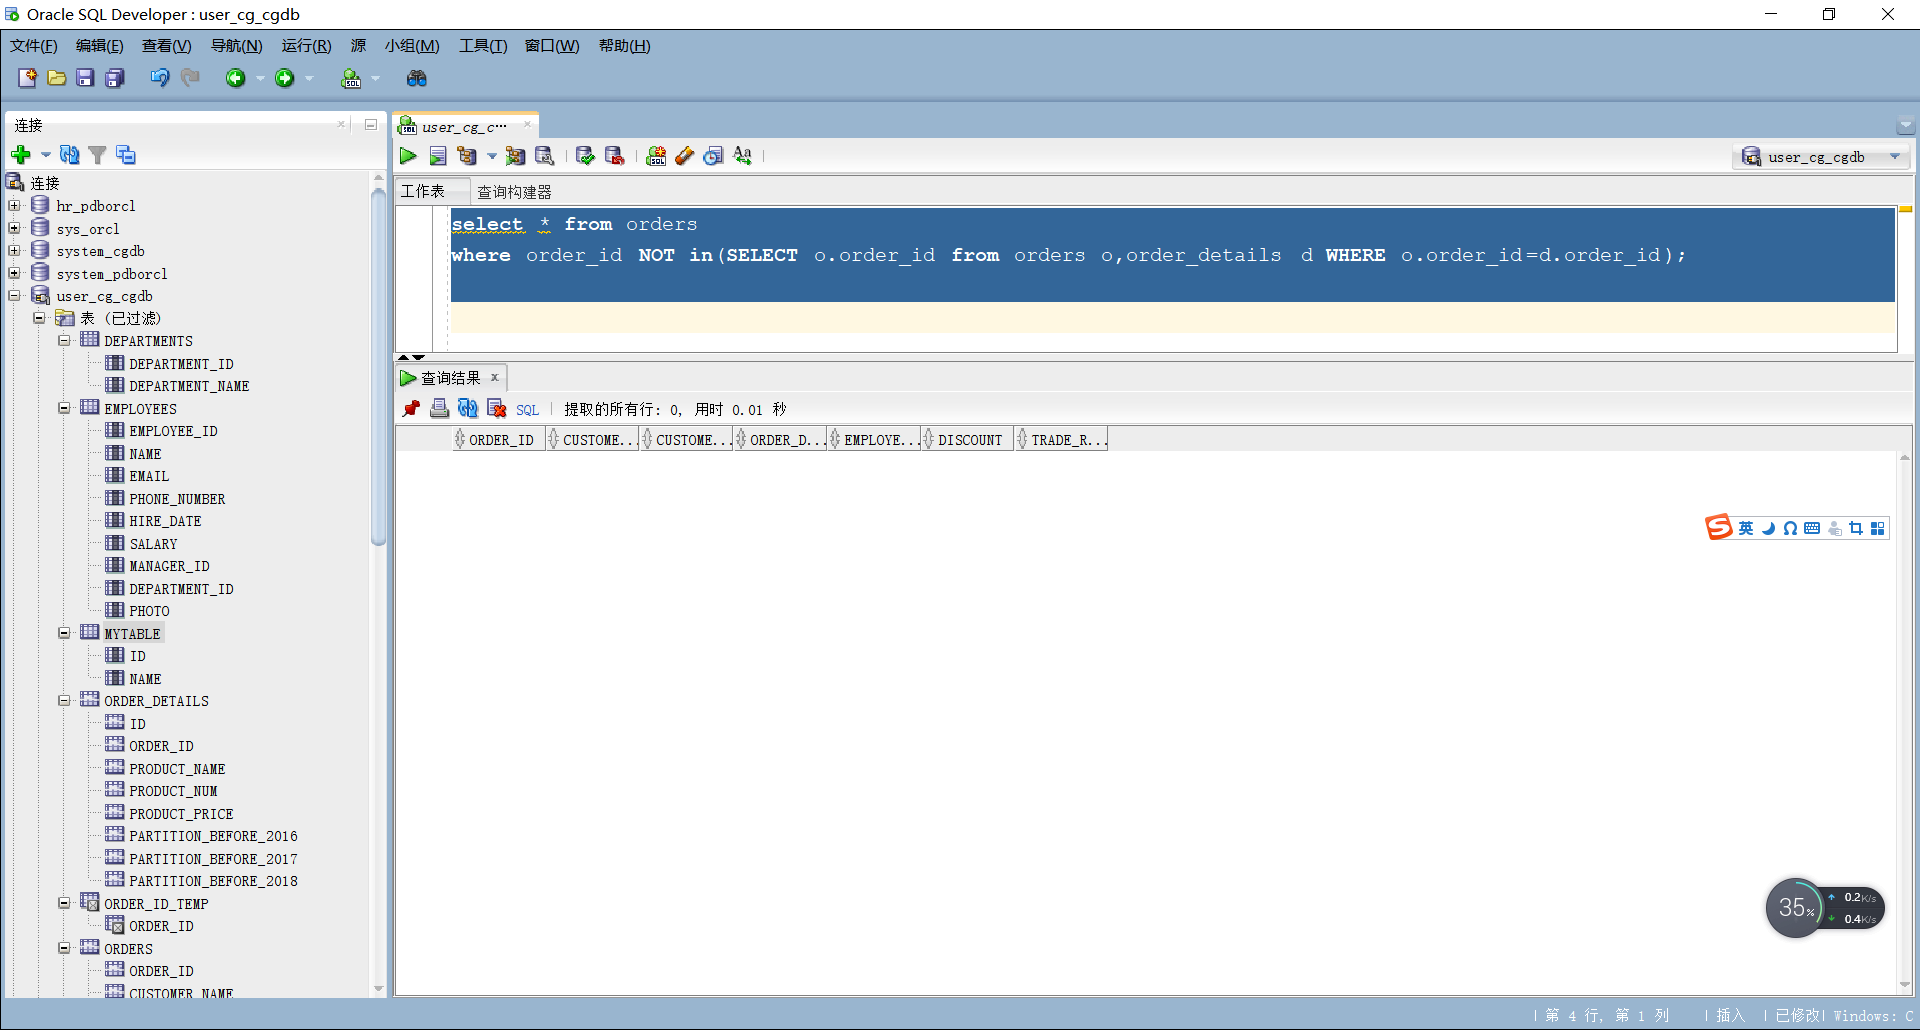 Oracle SQL Developer : user_cg_cgdb
文件(F) 编辑(E) 查看(V) 导航(N) 运行(R) 源 小组(M) 工具(T) 窗口(W) 帮助(H)
连接
连接
hr_pdborcl
sys_orcl
system_cgdb
system_pdborcl
user_cg_cgdb
表 (已过滤)
DEPARTMENTS
DEPARTMENT_ID
DEPARTMENT_NAME
EMPLOYEES
EMPLOYEE_ID
NAME
EMAIL
PHONE_NUMBER
HIRE_DATE
SALARY
MANAGER_ID
DEPARTMENT_ID
PHOTO
MYTABLE
ID
NAME
ORDER_DETAILS
ID
ORDER_ID
PRODUCT_NAME
PRODUCT_NUM
PRODUCT_PRICE
PARTITION_BEFORE_2016
PARTITION_BEFORE_2017
PARTITION_BEFORE_2018
ORDER_ID_TEMP
ORDER_ID
ORDERS
ORDER_ID
CUSTOMER_NAME
user_cg_c…
user_cg_cgdb
工作表 查询构建器
select * from orders
where order_id NOT in(SELECT o.order_id from orders o,order_details d WHERE o.order_id=d.order_id);
查询结果
SQL 提取的所有行: 0, 用时 0.01 秒
ORDER_ID CUSTOME... CUSTOME... ORDER_D... EMPLOYE... DISCOUNT TRADE_R...
英
35% 0.2K/s
0.4K/s
第 4 行, 第 1 列 插入 已修改 Windows: C